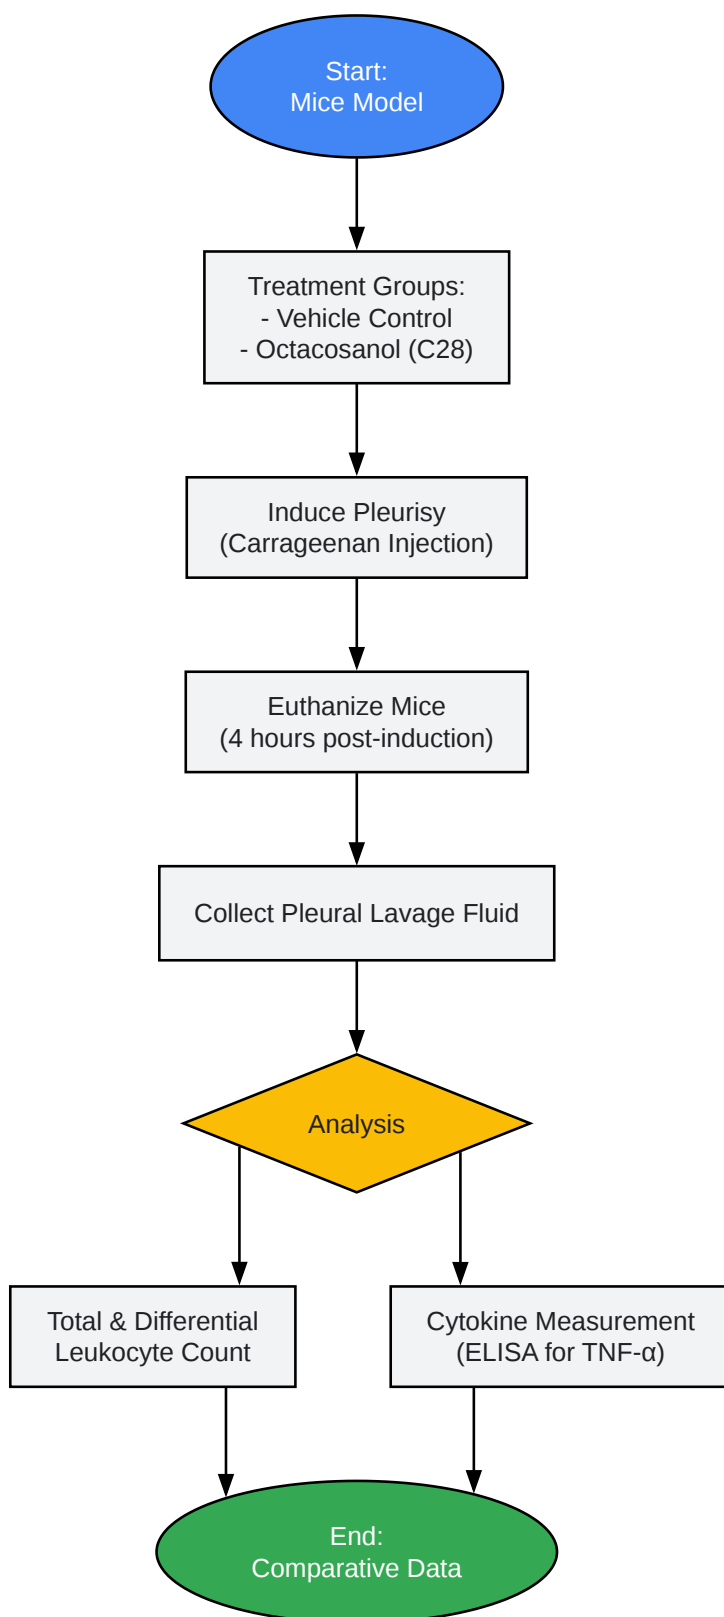 Start:
Mice Model
Treatment Groups:
- Vehicle Control
- Octacosanol (C28)
Induce Pleurisy
(Carrageenan Injection)
Euthanize Mice
(4 hours post-induction)
Collect Pleural Lavage Fluid
Analysis
Total & Differential
Leukocyte Count
Cytokine Measurement
(ELISA for TNF-α)
End:
Comparative Data